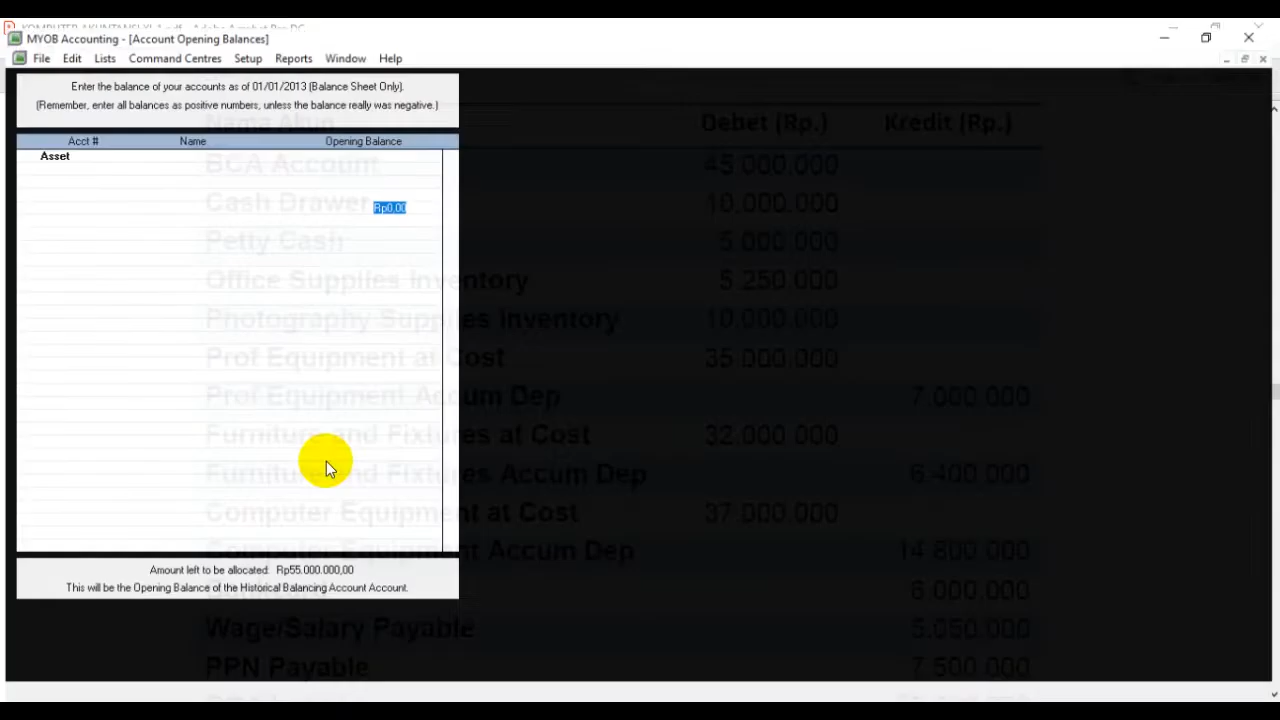 MYOB Accounting - [Account Opening Balances]
File Edit Lists Command Centres Setup Reports Window Help
Enter the balance of your accounts as of 01/01/2013 (Balance Sheet Only).
(Remember, enter all balances as positive numbers, unless the balance really was negative.)
Acct # Name Opening Balance
Asset
Rp0.00
Amount left to be allocated: Rp55.000.000,00
This will be the Opening Balance of the Historical Balancing Account Account.
Nama Akun Debet (Rp.) Kredit (Rp.)
BCA Account 45.000.000
Cash Drawer 10.000.000
Petty Cash 5.000.000
Office Supplies Inventory 5.250.000
Photography Supplies Inventory 10.000.000
Prof Equipment at Cost 35.000.000
Prof Equipment Accum Dep 7.000.000
Furniture and Fixtures at Cost 32.000.000
Furniture and Fixtures Accum Dep 6.400.000
Computer Equipment at Cost 37.000.000
Computer Equipment Accum Dep 14.800.000
6.000.000
Wage/Salary Payable 5.050.000
PPN Payable 7.500.000